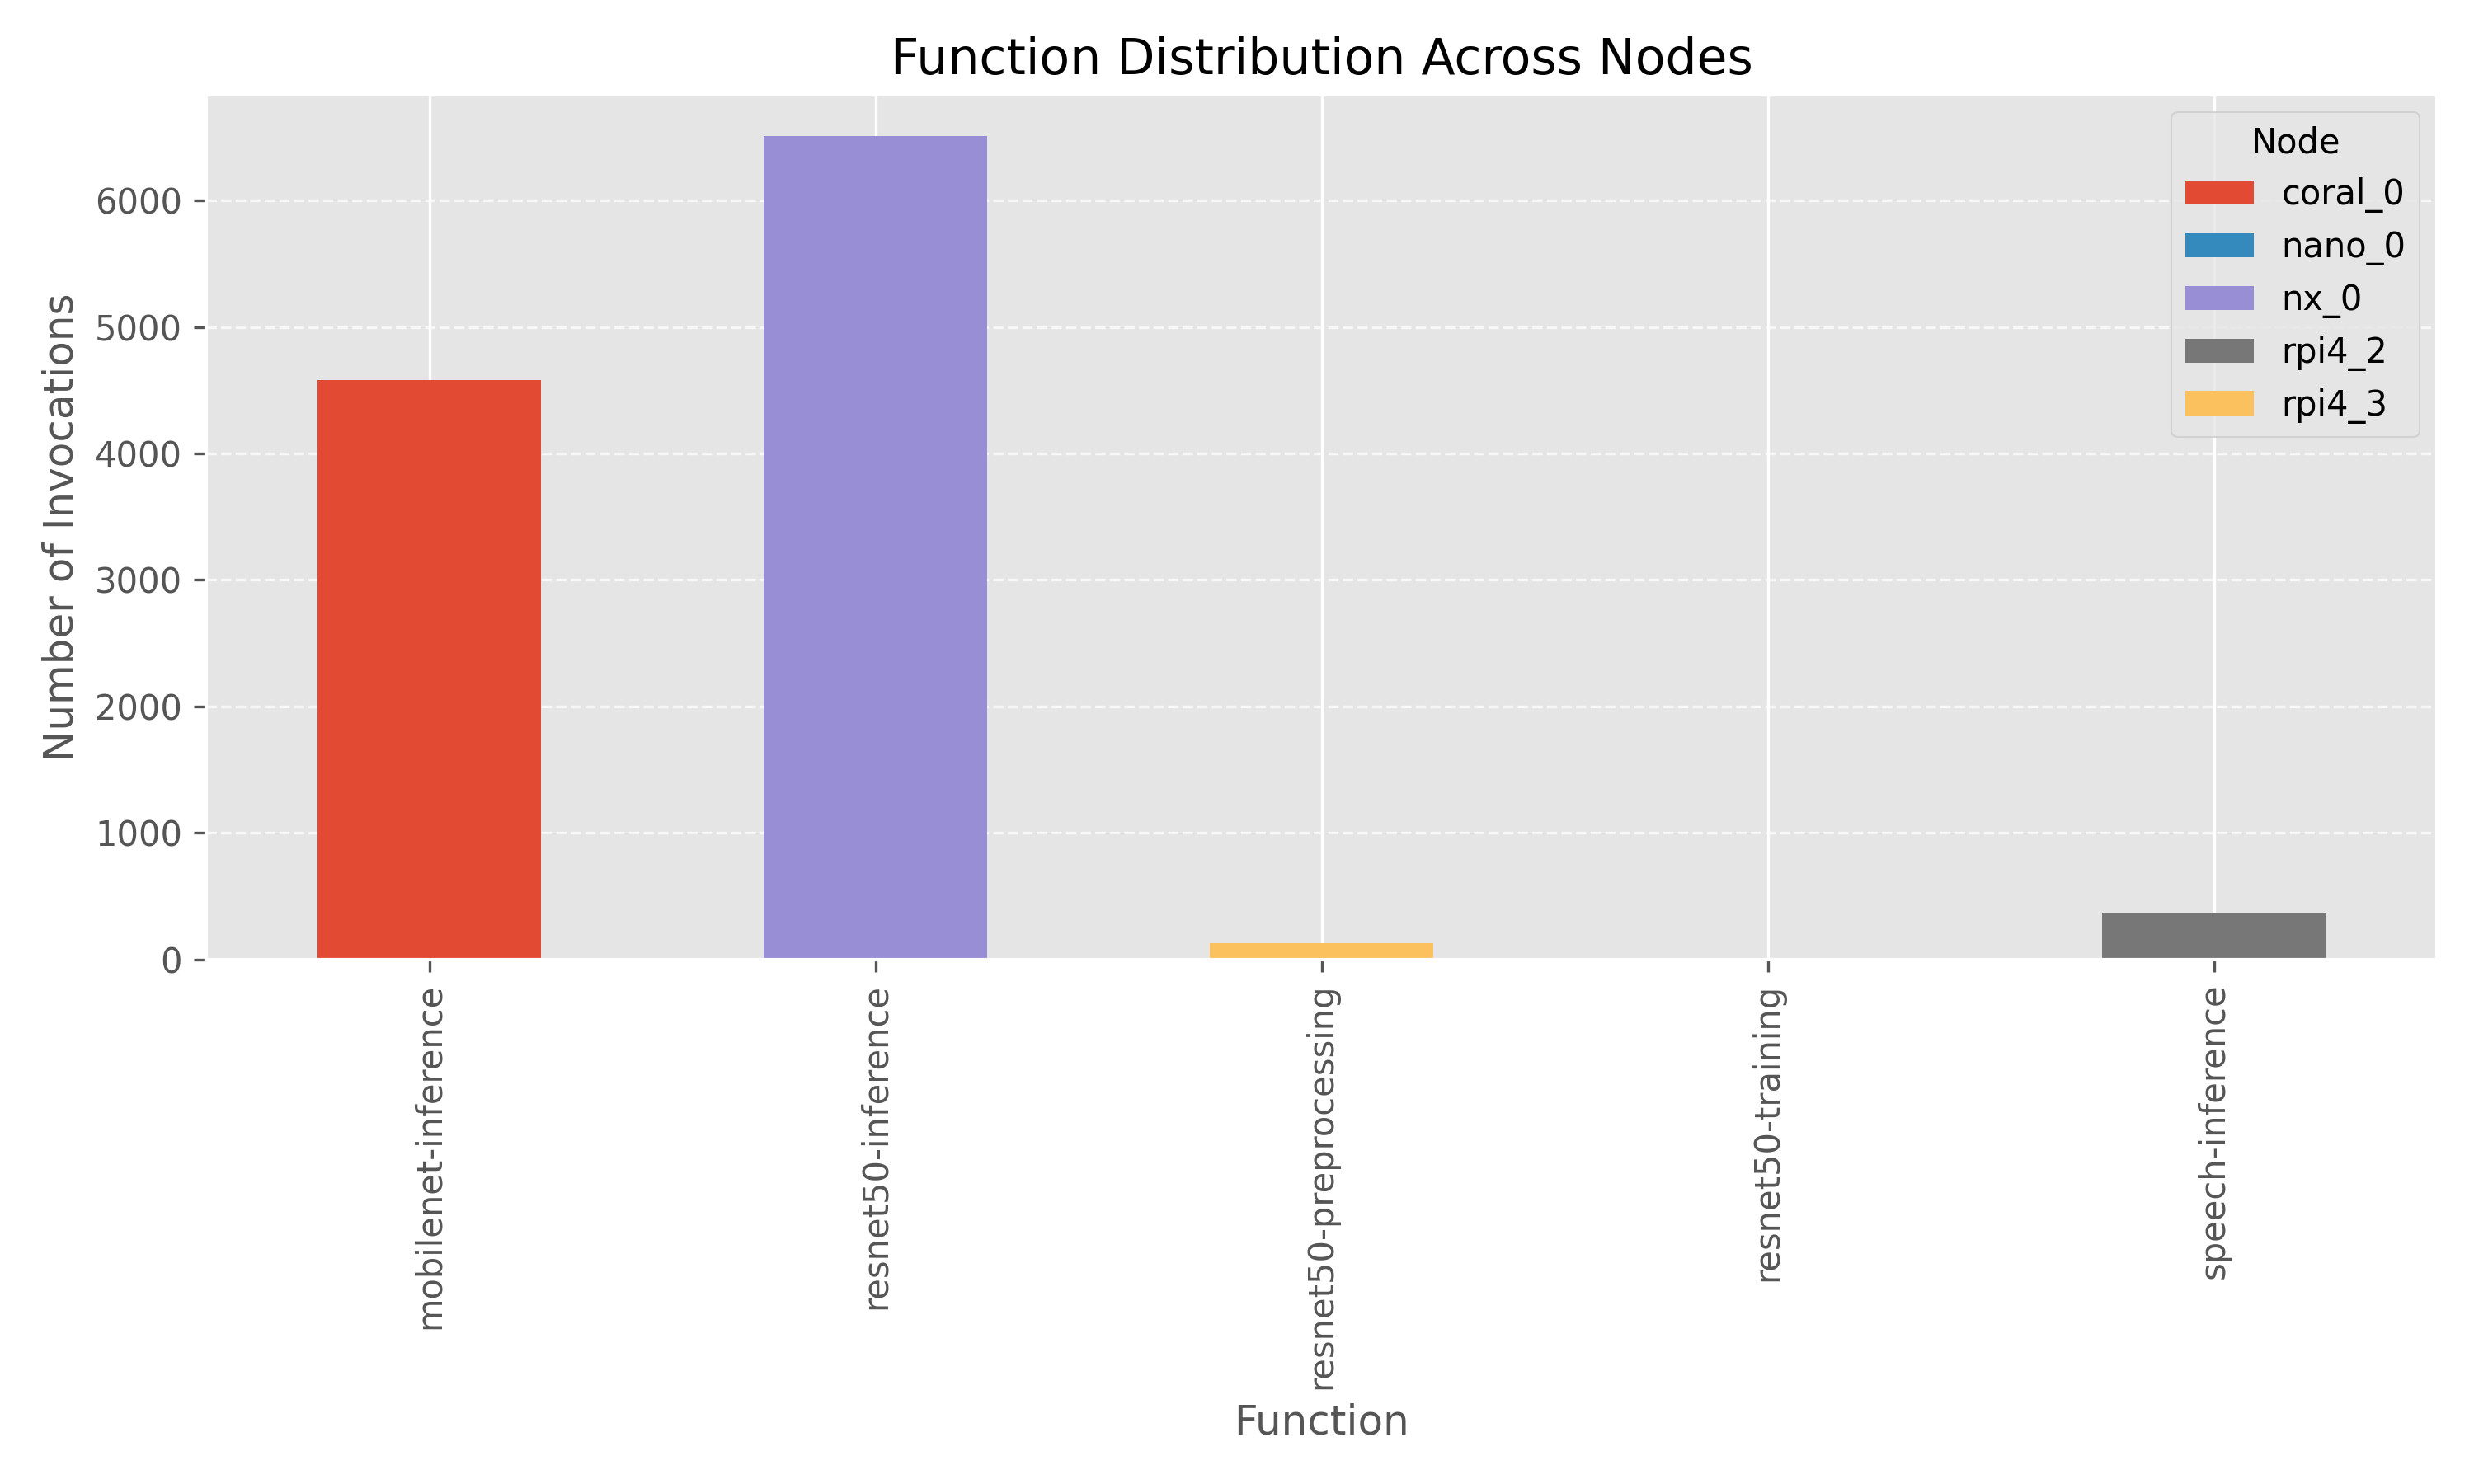 Function Distribution Across Nodes
Number of Invocations
6000
5000
4000
3000
2000
1000
0
Node
coral_0
nano_0
nx_0
rpi4_2
rpi4_3
mobilenet-inference
resnet50-inference
resnet50-preprocessing
resnet50-training
speech-inference
Function